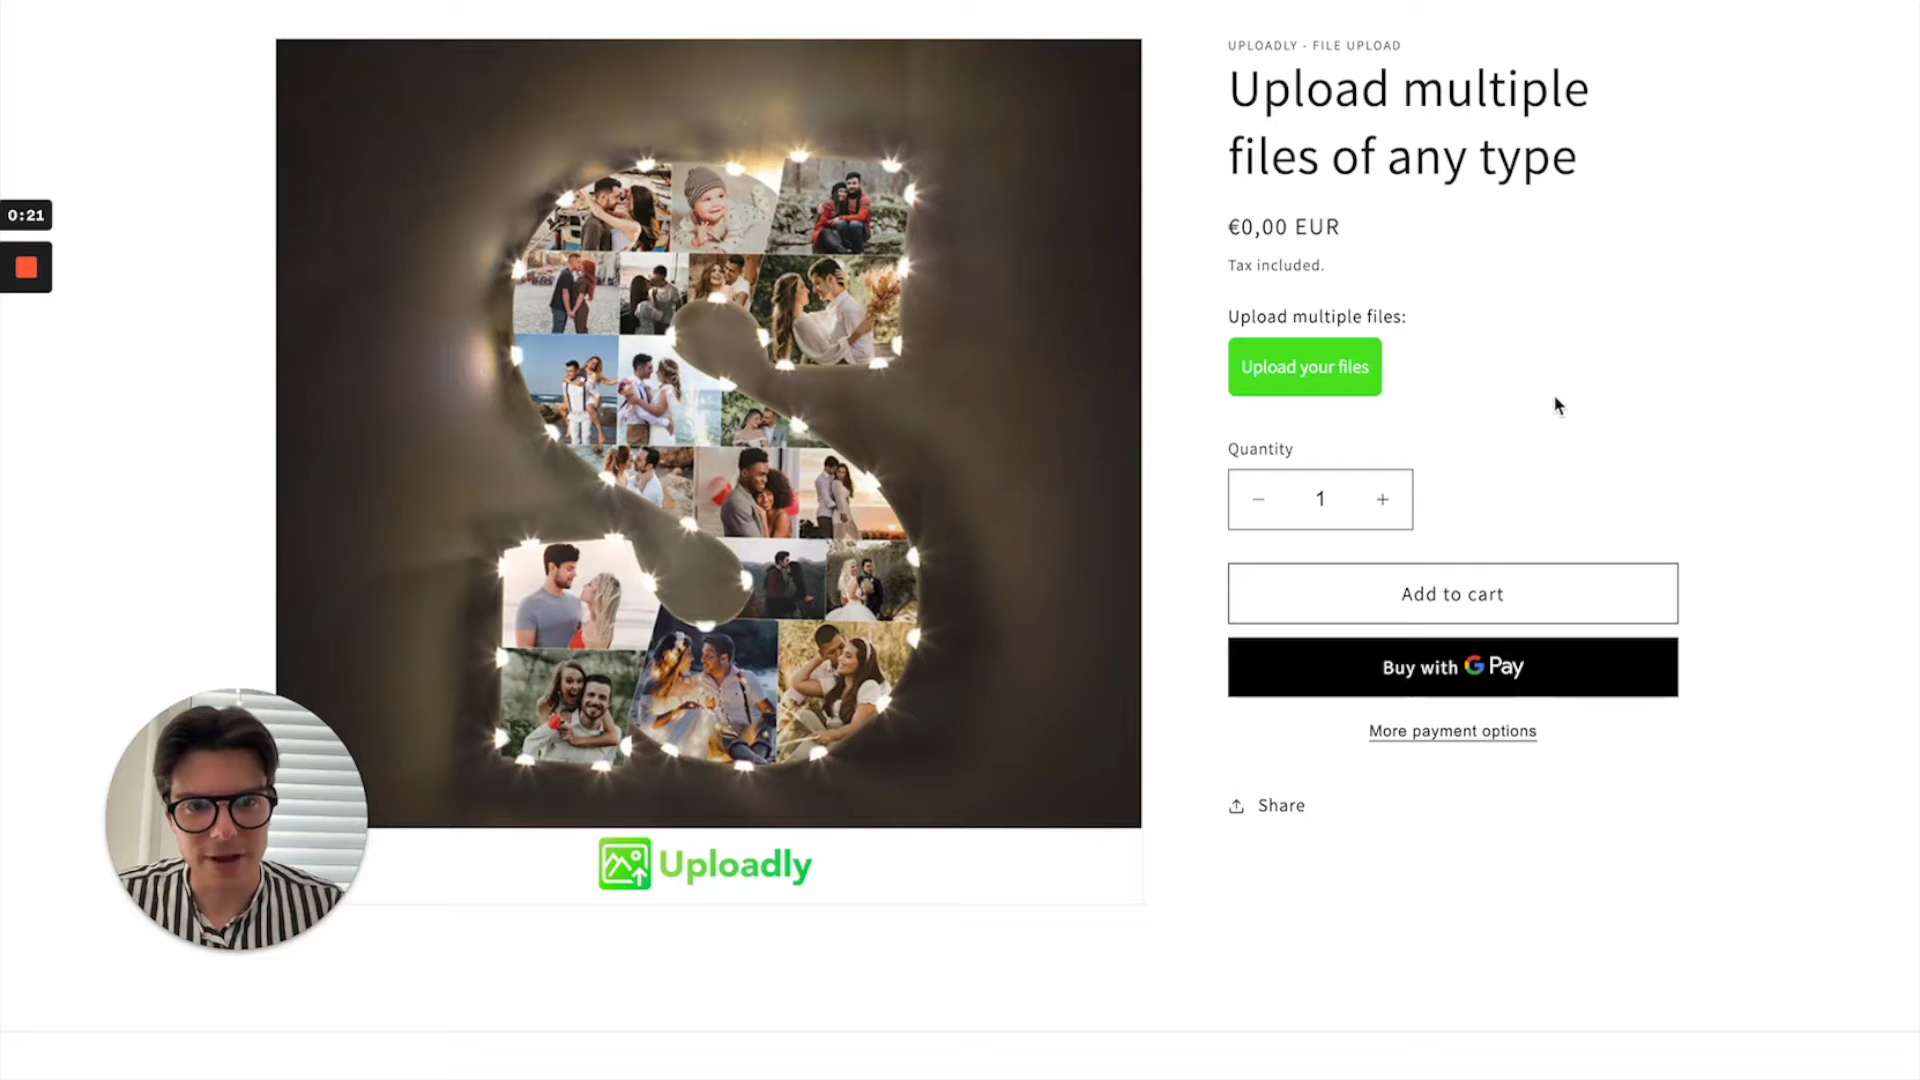 UPLOADLY - FILE UPLOAD
Upload multiple
files of any type
€0,00 EUR
Tax included.
0:21
Upload multiple files:
Upload your files
Quantity
− 1 +
Add to cart
Buy with G Pay
More payment options
Share
Uploadly